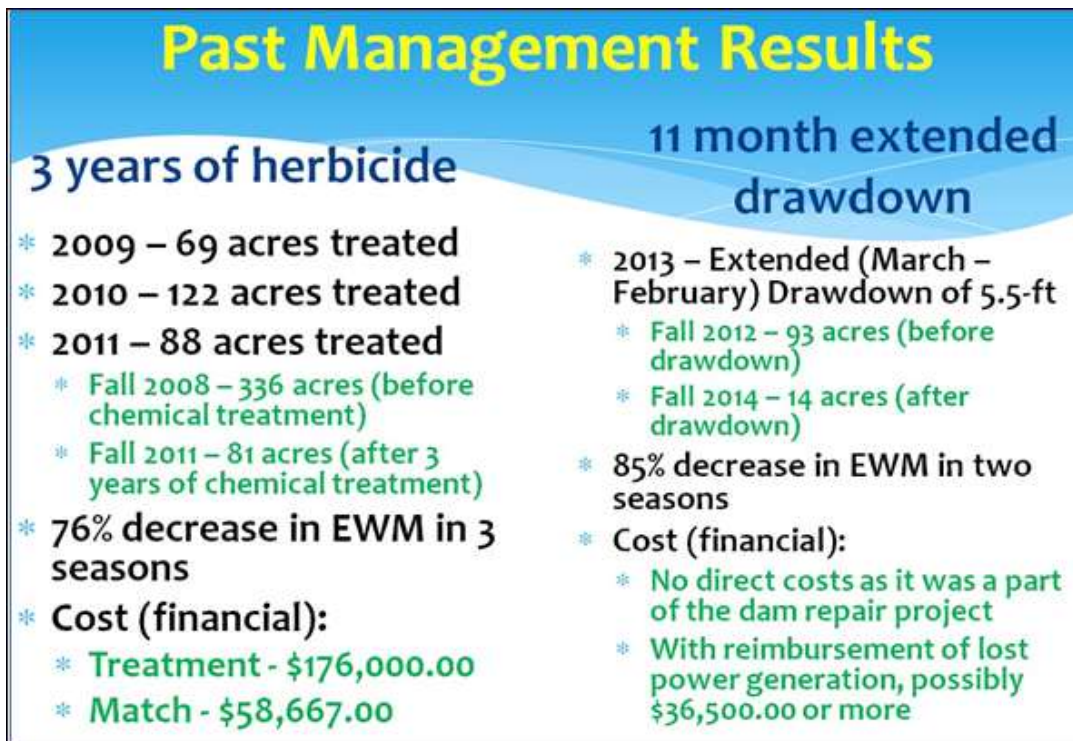 Past Management Results
3 years of herbicide
* 2009 – 69 acres treated
* 2010 – 122 acres treated
* 2011 – 88 acres treated
* Fall 2008 – 336 acres (before
chemical treatment)
* Fall 2011 – 81 acres (after 3
years of chemical treatment)
* 76% decrease in EWM in 3
seasons
* Cost (financial):
* Treatment - $176,000.00
* Match - $58,667.00
11 month extended
drawdown
* 2013 – Extended (March –
February) Drawdown of 5.5-ft
* Fall 2012 – 93 acres (before
drawdown)
* Fall 2014 – 14 acres (after
drawdown)
* 85% decrease in EWM in two
seasons
* Cost (financial):
* No direct costs as it was a part
of the dam repair project
* With reimbursement of lost
power generation, possibly
$36,500.00 or more